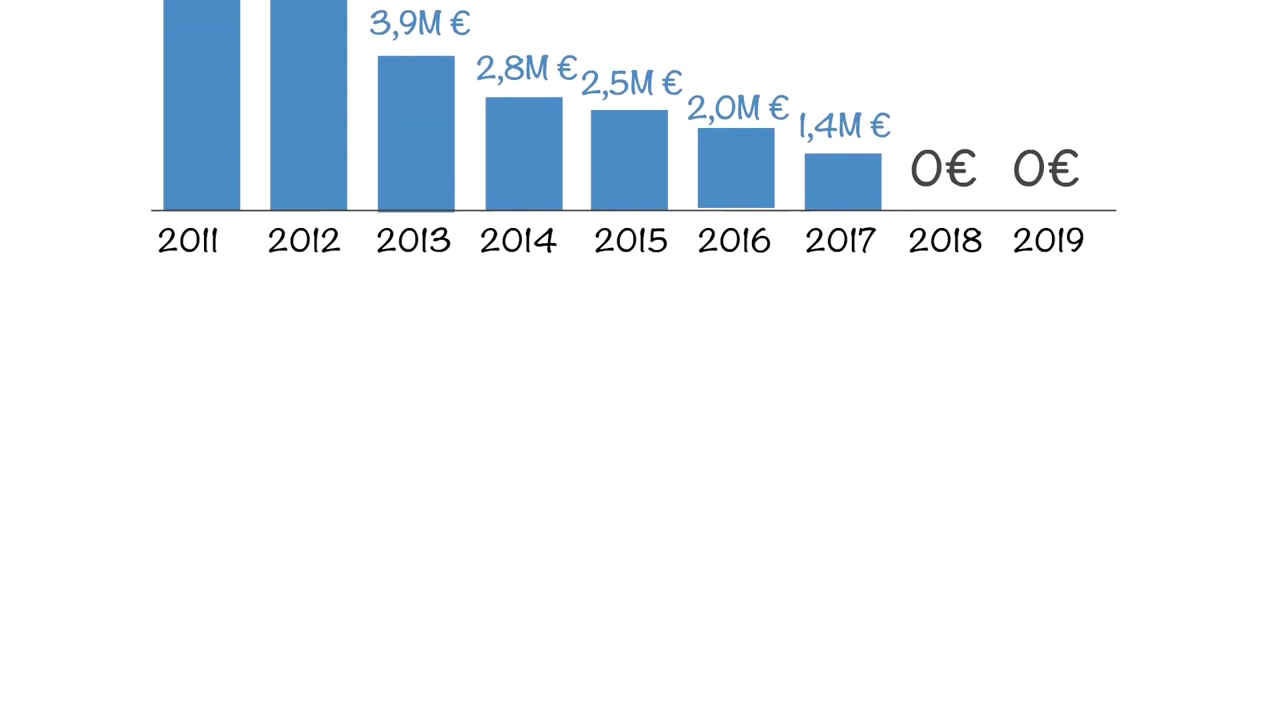 3,9M €
2,8M €
2,5M €
2,0M €
1,4M €
0€ 0€
2011 2012 2013 2014 2015 2016 2017 2018 2019